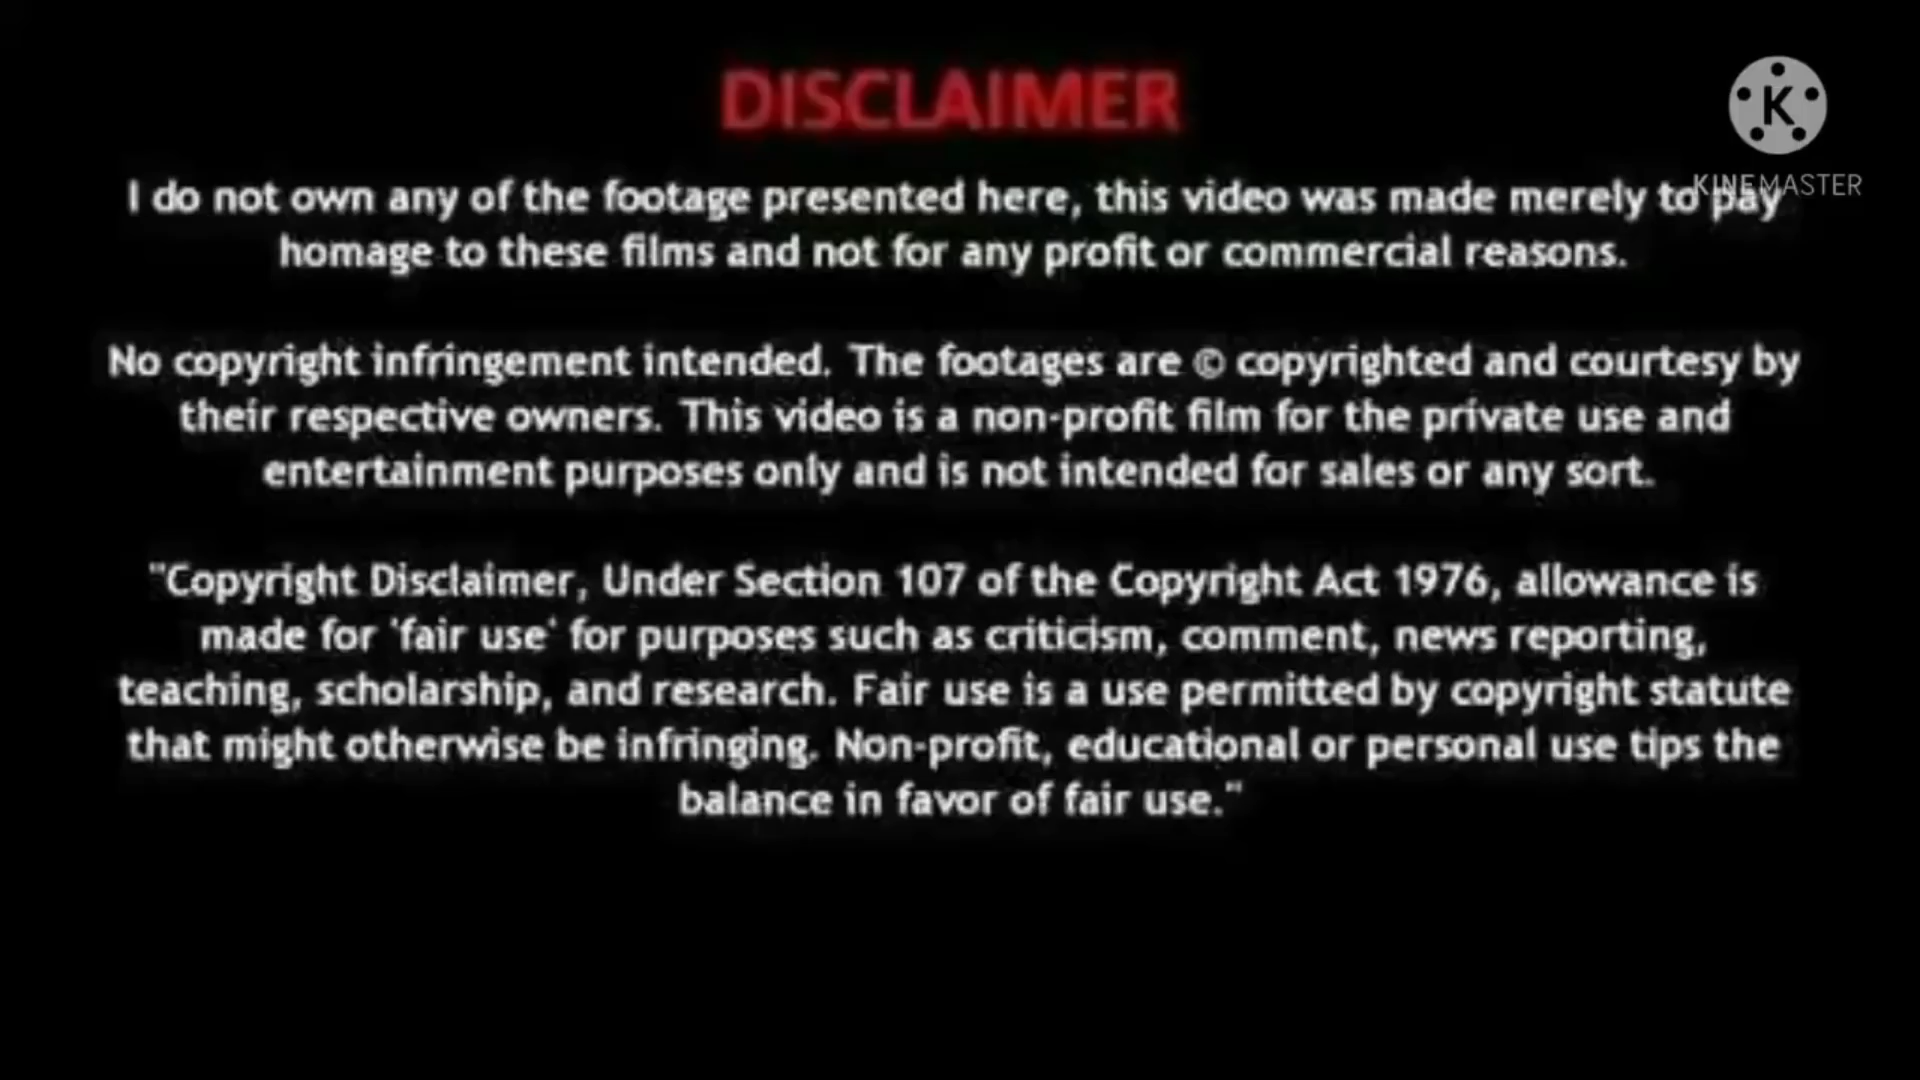 DISCLAIMER
K
KINEMASTER
I do not own any of the footage presented here, this video was made merely to pay
homage to these films and not for any profit or commercial reasons.
No copyright infringement intended. The footages are © copyrighted and courtesy by
their respective owners. This video is a non-profit film for the private use and
entertainment purposes only and is not intended for sales or any sort.
"Copyright Disclaimer, Under Section 107 of the Copyright Act 1976, allowance is
made for 'fair use' for purposes such as criticism, comment, news reporting,
teaching, scholarship, and research. Fair use is a use permitted by copyright statute
that might otherwise be infringing. Non-profit, educational or personal use tips the
balance in favor of fair use."